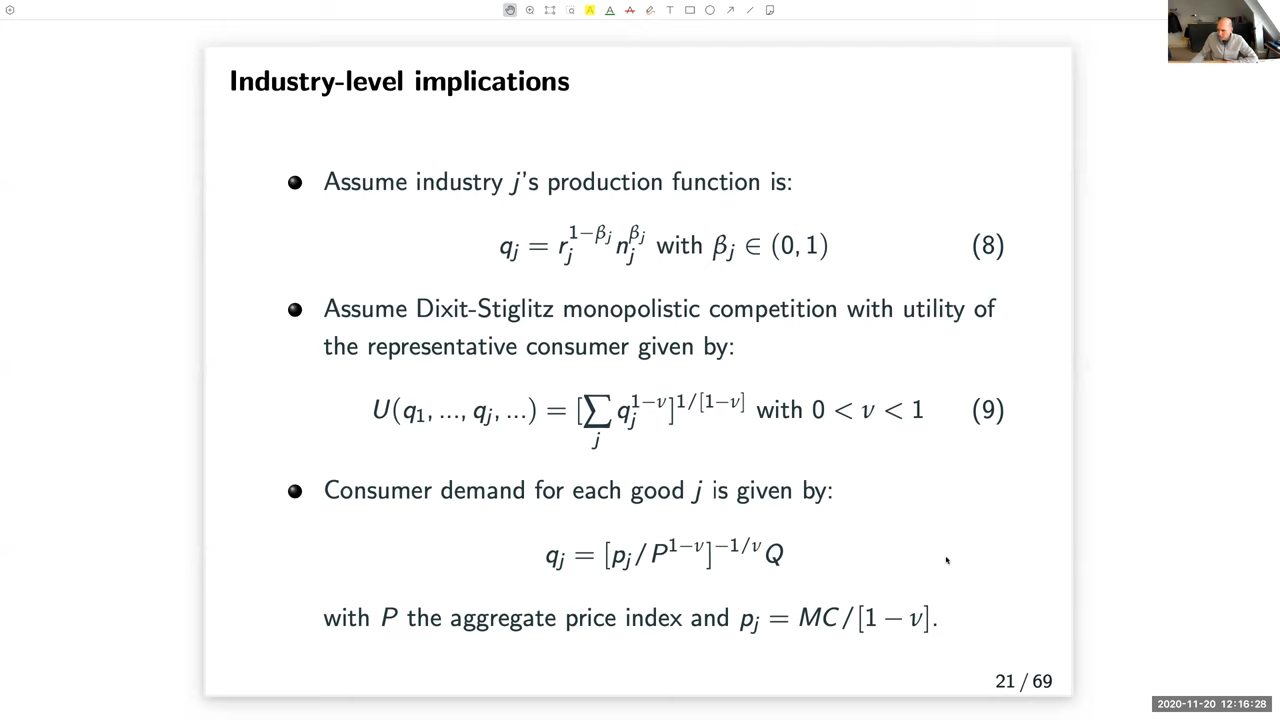 Industry-level implications
Assume industry j's production function is:
q_j = r_j^{1−β_j} n_j^{β_j} with β_j ∈ (0, 1) (8)
Assume Dixit-Stiglitz monopolistic competition with utility of
the representative consumer given by:
U(q_1, ..., q_j, ...) = [∑_j q_j^{1−ν}]^{1/[1−ν]} with 0 < ν < 1 (9)
Consumer demand for each good j is given by:
q_j = [p_j/P^{1−ν}]^{−1/ν} Q
with P the aggregate price index and p_j = MC/[1 − ν].
21 / 69
2020-11-20 12:16:28